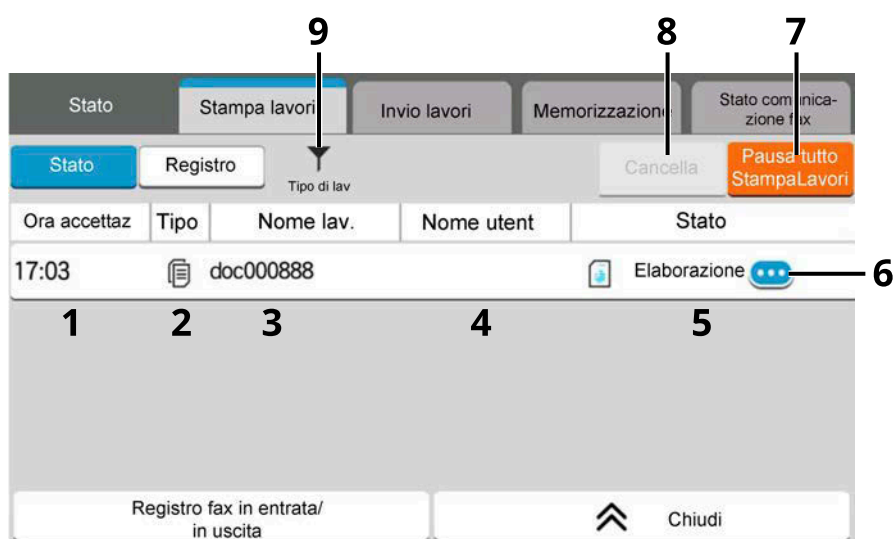 9 8 7
Stato Stampa lavori Invio lavori Memorizzazione Stato comunica-
zione fax
Stato Registro Tipo di lav Cancella Pausa tutto
StampaLavori
Ora accettaz Tipo Nome lav. Nome utent Stato
17:03 doc000888 Elaborazione 6
1 2 3 4 5
Registro fax in entrata/
in uscita
Chiudi